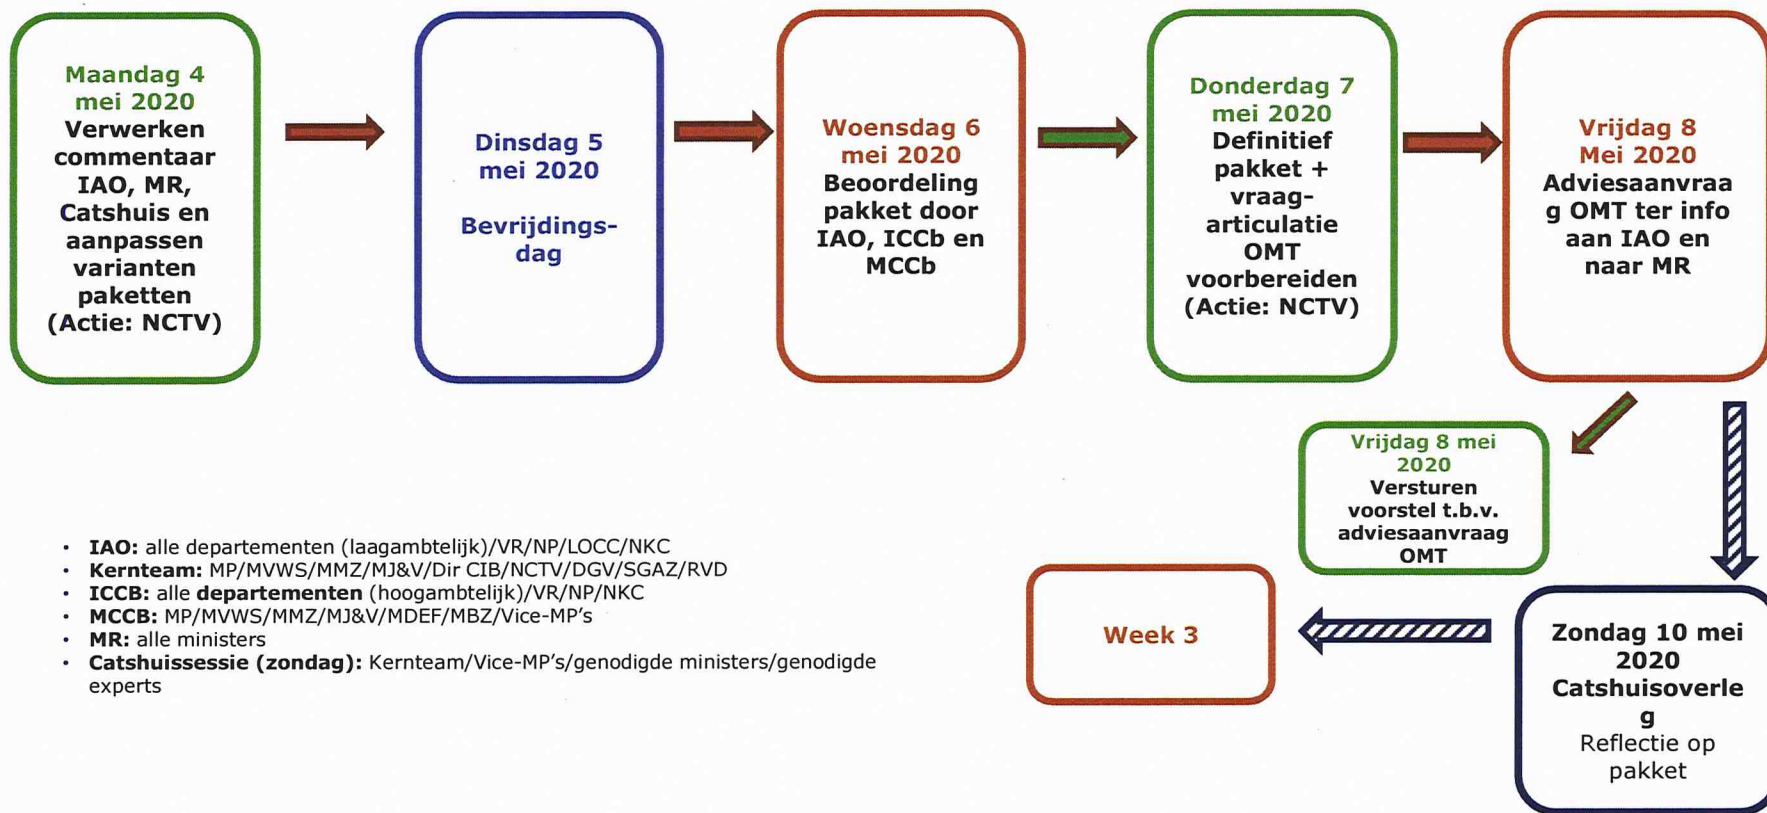 Maandag 4
mei 2020
Verwerken
commentaar
IAO, MR,
Catshuis en
aanpassen
varianten
paketten
(Actie: NCTV)
Dinsdag 5
mei 2020
Bevrijdings-
dag
Woensdag 6
mei 2020
Beoordeling
pakket door
IAO, ICCb en
MCCb
Donderdag 7
mei 2020
Definitief
pakket +
vraag-
articulatie
OMT
voorbereiden
(Actie: NCTV)
Vrijdag 8
Mei 2020
Adviesaanvraa
g OMT ter info
aan IAO en
naar MR
Vrijdag 8 mei
2020
Versturen
voorstel t.b.v.
adviesaanvraag
OMT
Zondag 10 mei
2020
Catshuisoverle
g
Reflectie op
pakket
Week 3
• IAO: alle departementen (laagambtelijk)/VR/NP/LOCC/NKC
• Kernteam: MP/MVWS/MMZ/MJ&V/Dir CIB/NCTV/DGV/SGAZ/RVD
• ICCB: alle departementen (hoogambtelijk)/VR/NP/NKC
• MCCB: MP/MVWS/MMZ/MJ&V/MDEF/MBZ/Vice-MP's
• MR: alle ministers
• Catshuissessie (zondag): Kernteam/Vice-MP's/genodigde ministers/genodigde
experts